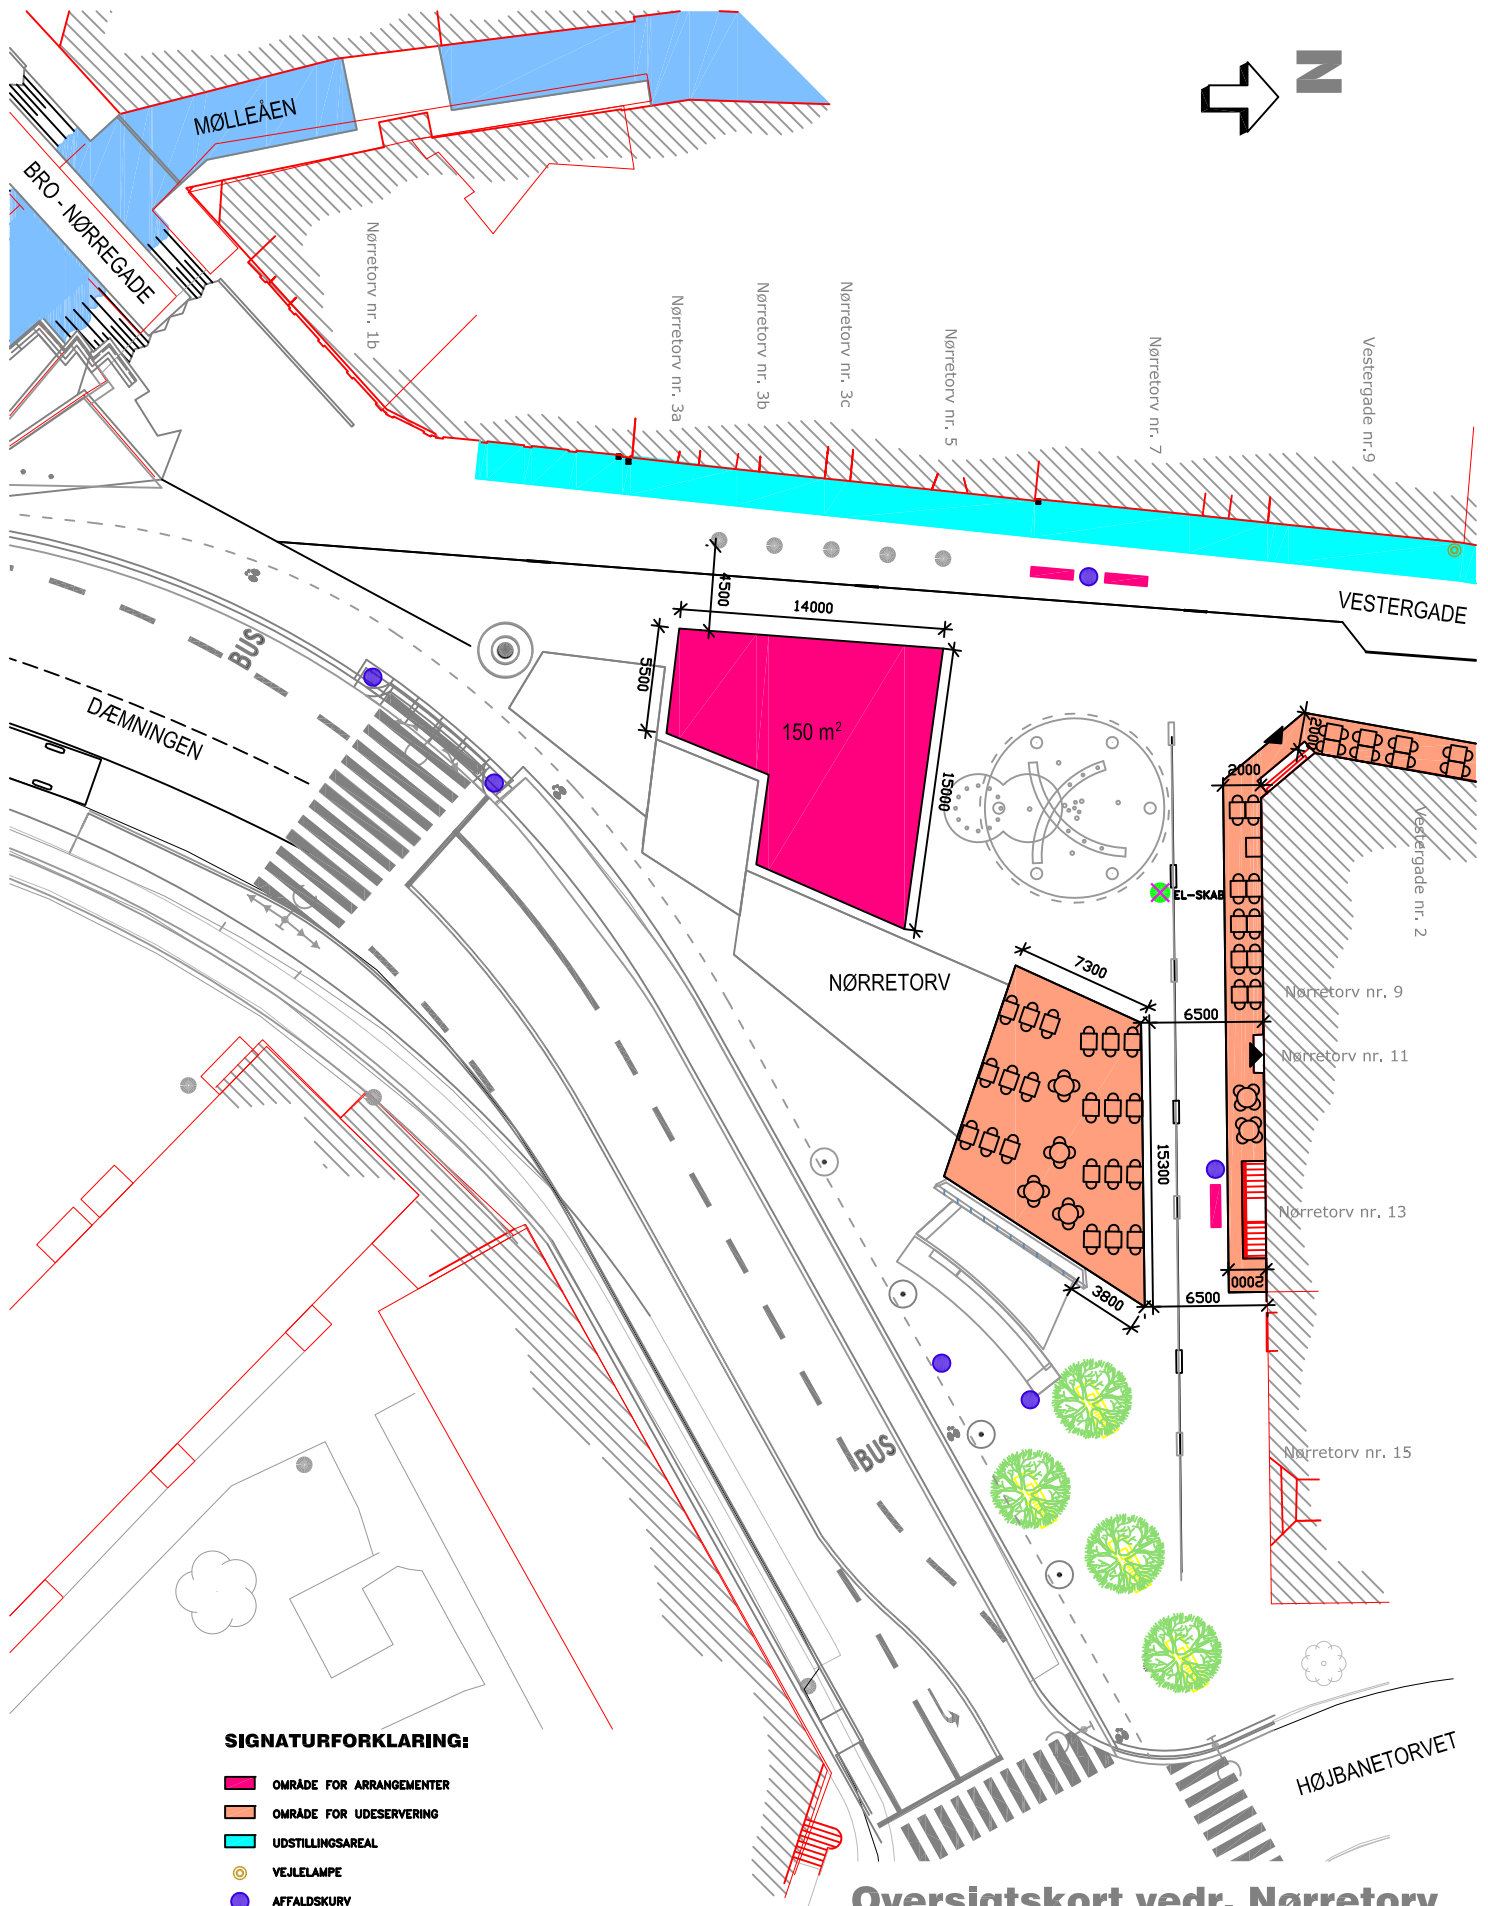 N
MØLLEÅEN
BRO - NØRREGADE
Nørretorv nr. 1b
Nørretorv nr. 3a
Nørretorv nr. 3b
Nørretorv nr. 3c
Nørretorv nr. 5
Nørretorv nr. 7
Vestergade nr.9
VESTERGADE
4500
14000
5500
150 m²
15000
BUS
DÆMNINGEN
2000
2000
Vestergade nr. 2
EL-SKAB
NØRRETORV
7300
6500
Nørretorv nr. 9
Nørretorv nr. 11
15300
Nørretorv nr. 13
2000
3800
6500
BUS
Nørretorv nr. 15
HØJBANETORVET
SIGNATURFORKLARING:
OMRÅDE FOR ARRANGEMENTER
OMRÅDE FOR UDESERVERING
UDSTILLINGSAREAL
VEJLELAMPE
AFFALDSKURV
Oversigtskort vedr. Nørretorv